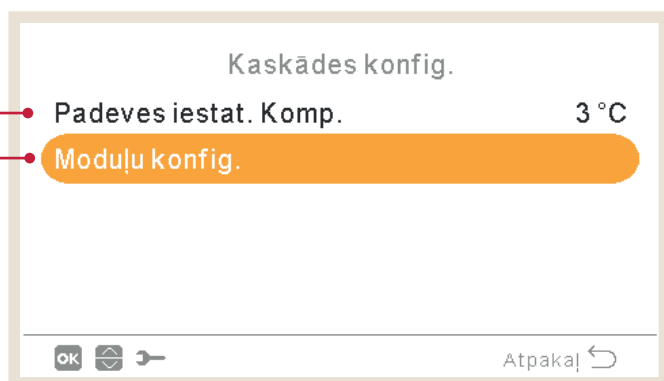 Kaskādes konfig.
Padeves iestat. Komp. 3 °C
Moduļu konfig.
OK Atpakaļ